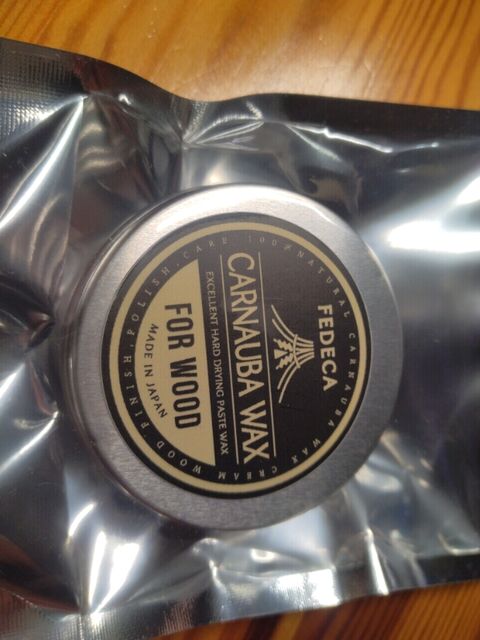 FEDECA
CARNAUBA WAX
EXCELLENT HARD DRYING PASTE WAX
FOR WOOD
MADE IN JAPAN
100% NATURAL CARNAUBA WAX CREAM WOOD.FINISH.POLISH.CARE